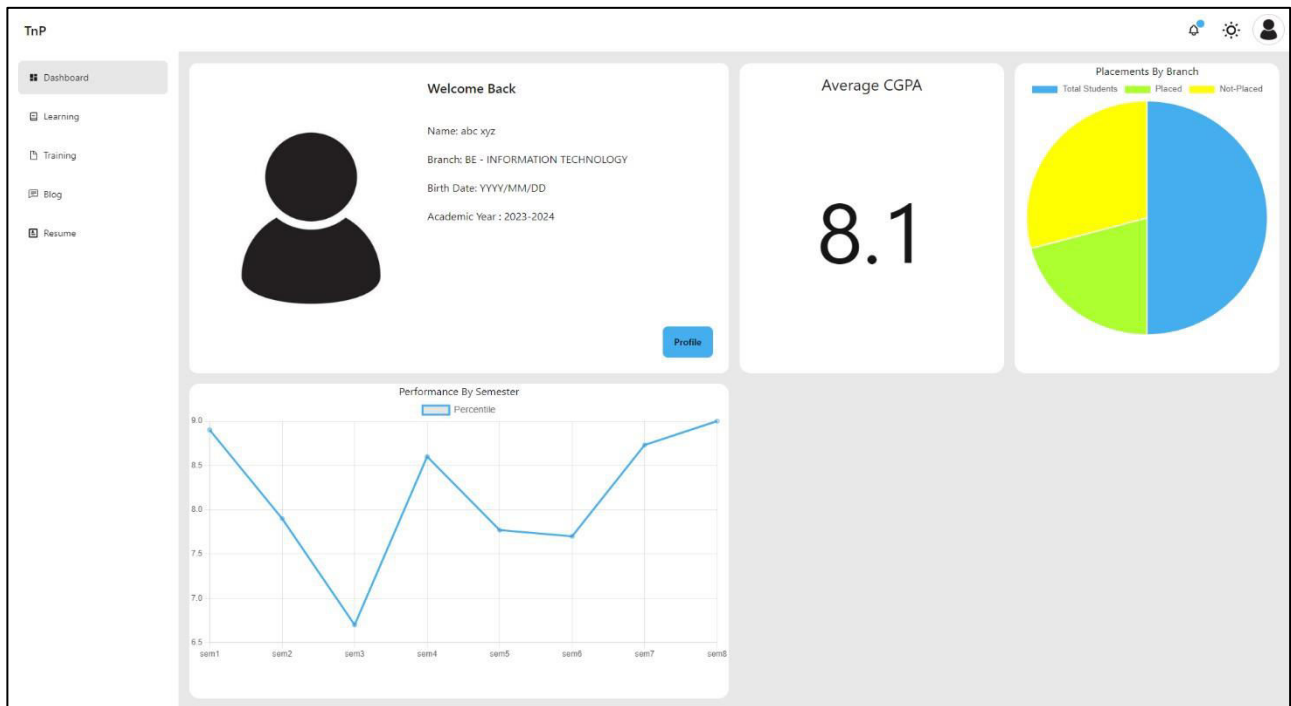 TnP
Dashboard
Learning
Training
Blog
Resume
Welcome Back
Name: abc xyz
Branch: BE - INFORMATION TECHNOLOGY
Birth Date: YYYY/MM/DD
Academic Year : 2023-2024
Profile
Average CGPA
8.1
Placements By Branch
Total Students Placed Not-Placed
Performance By Semester
Percentile
9.0
8.5
8.0
7.5
7.0
6.5
sem1 sem2 sem3 sem4 sem5 sem6 sem7 sem8